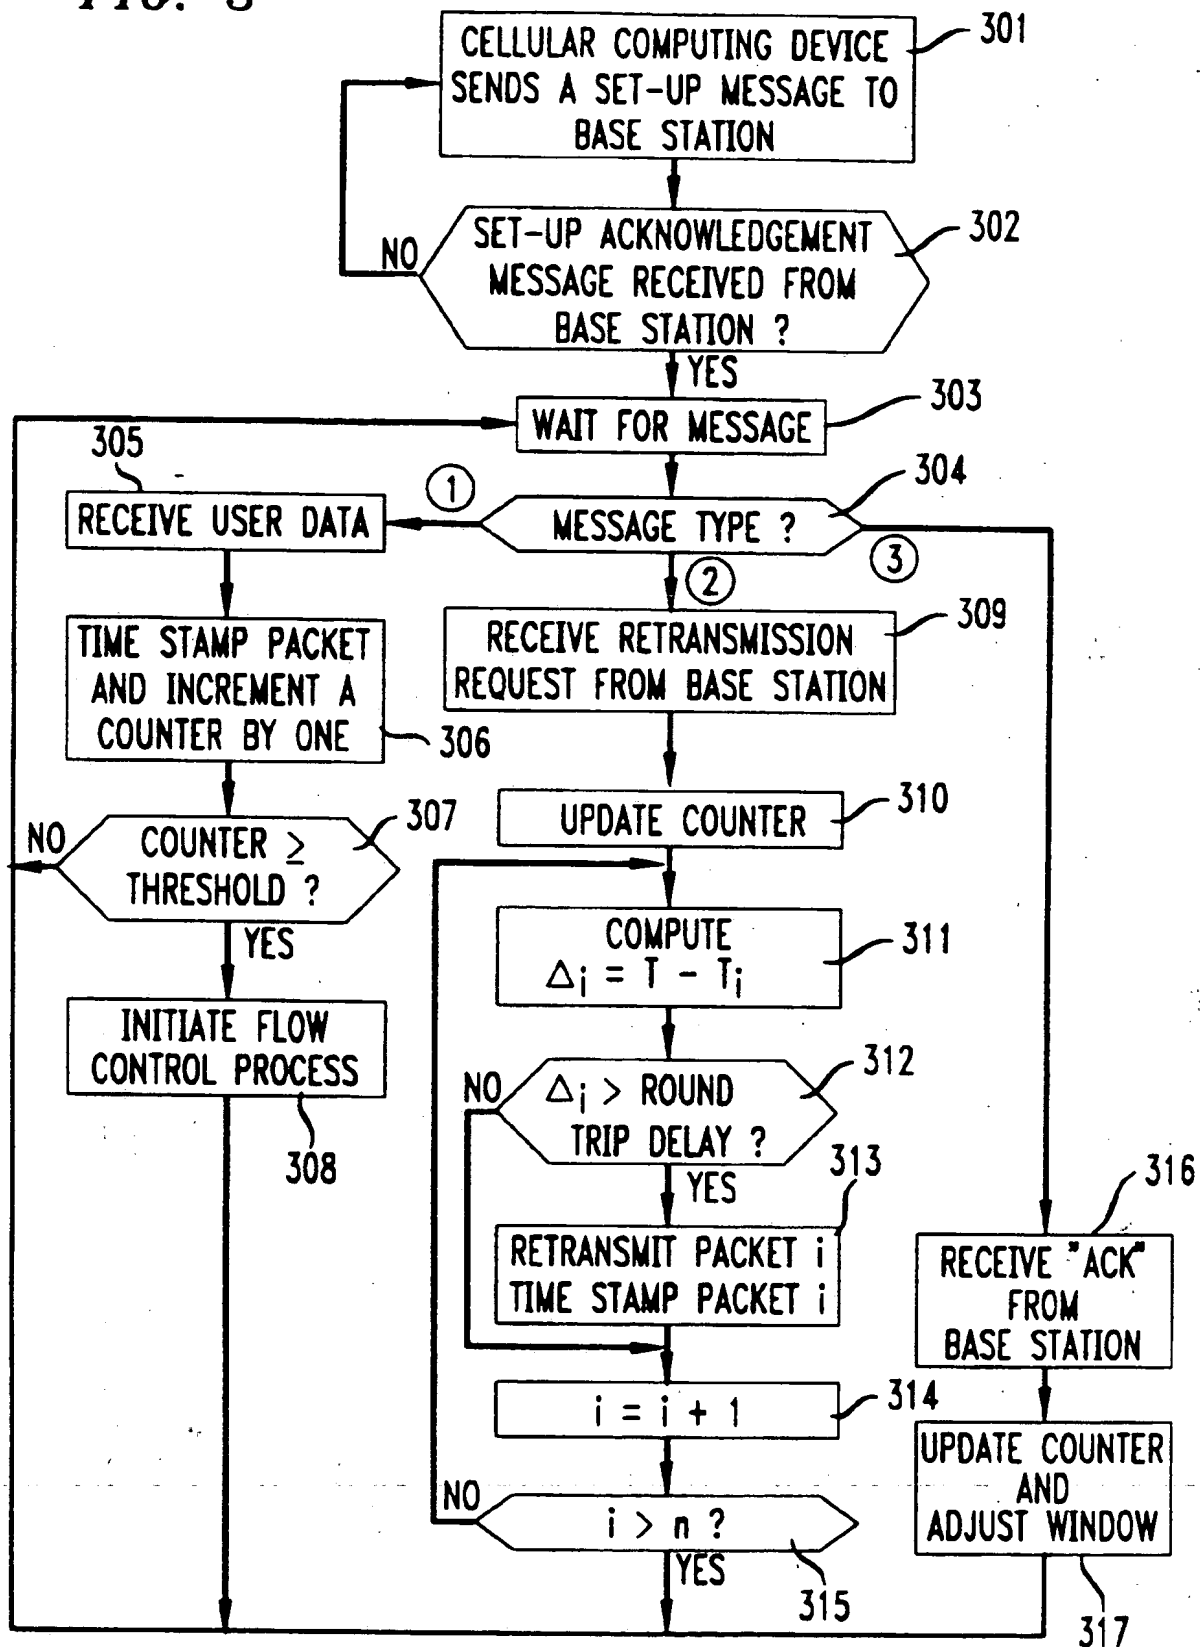 FIG. 3
CELLULAR COMPUTING DEVICE
SENDS A SET-UP MESSAGE TO
BASE STATION
301
SET-UP ACKNOWLEDGEMENT
MESSAGE RECEIVED FROM
BASE STATION ?
302
NO
YES
WAIT FOR MESSAGE
303
MESSAGE TYPE ?
304
1
2
3
305
RECEIVE USER DATA
TIME STAMP PACKET
AND INCREMENT A
COUNTER BY ONE
306
COUNTER ≥
THRESHOLD ?
307
NO
YES
INITIATE FLOW
CONTROL PROCESS
308
RECEIVE RETRANSMISSION
REQUEST FROM BASE STATION
309
UPDATE COUNTER
310
COMPUTE
Δi = T - Ti
311
Δi > ROUND
TRIP DELAY ?
312
NO
YES
313
RETRANSMIT PACKET i
TIME STAMP PACKET i
i = i + 1
314
i > n ?
315
NO
YES
316
RECEIVE "ACK"
FROM
BASE STATION
UPDATE COUNTER
AND
ADJUST WINDOW
317